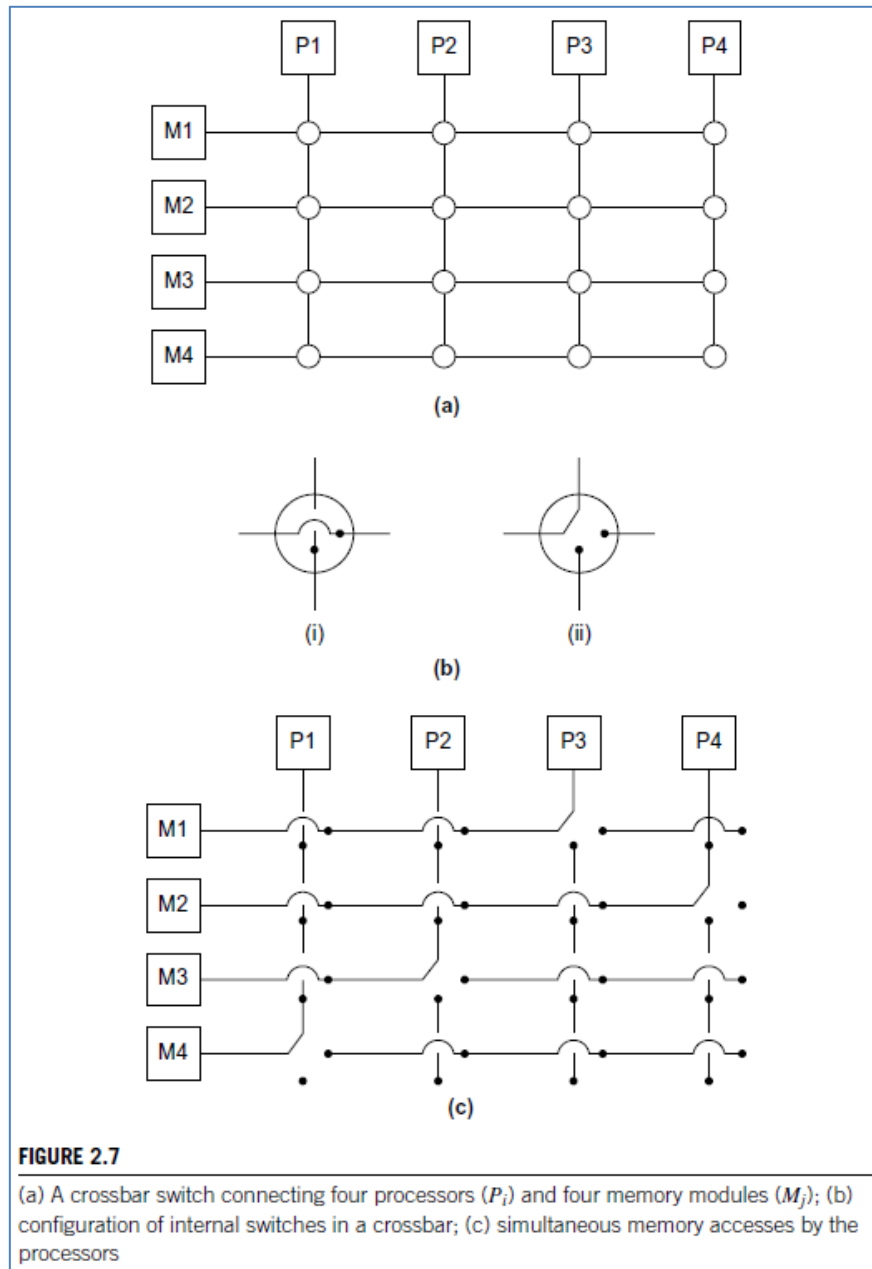 P1 P2 P3 P4
M1
M2
M3
M4
(a)
(i) (ii)
(b)
P1 P2 P3 P4
M1
M2
M3
M4
(c)
FIGURE 2.7
(a) A crossbar switch connecting four processors (Pi) and four memory modules (Mj); (b)
configuration of internal switches in a crossbar; (c) simultaneous memory accesses by the
processors